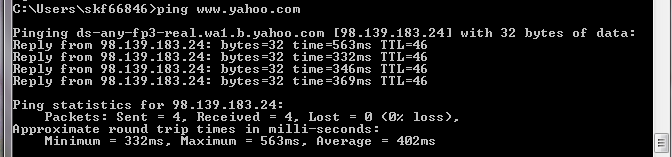 C:\Users\skf66846>ping www.yahoo.com
Pinging ds-any-fp3-real.wa1.b.yahoo.com [98.139.183.24] with 32 bytes of data:
Reply from 98.139.183.24: bytes=32 time=563ms TTL=46
Reply from 98.139.183.24: bytes=32 time=332ms TTL=46
Reply from 98.139.183.24: bytes=32 time=346ms TTL=46
Reply from 98.139.183.24: bytes=32 time=369ms TTL=46
Ping statistics for 98.139.183.24:
Packets: Sent = 4, Received = 4, Lost = 0 (0% loss),
Approximate round trip times in milli-seconds:
Minimum = 332ms, Maximum = 563ms, Average = 402ms